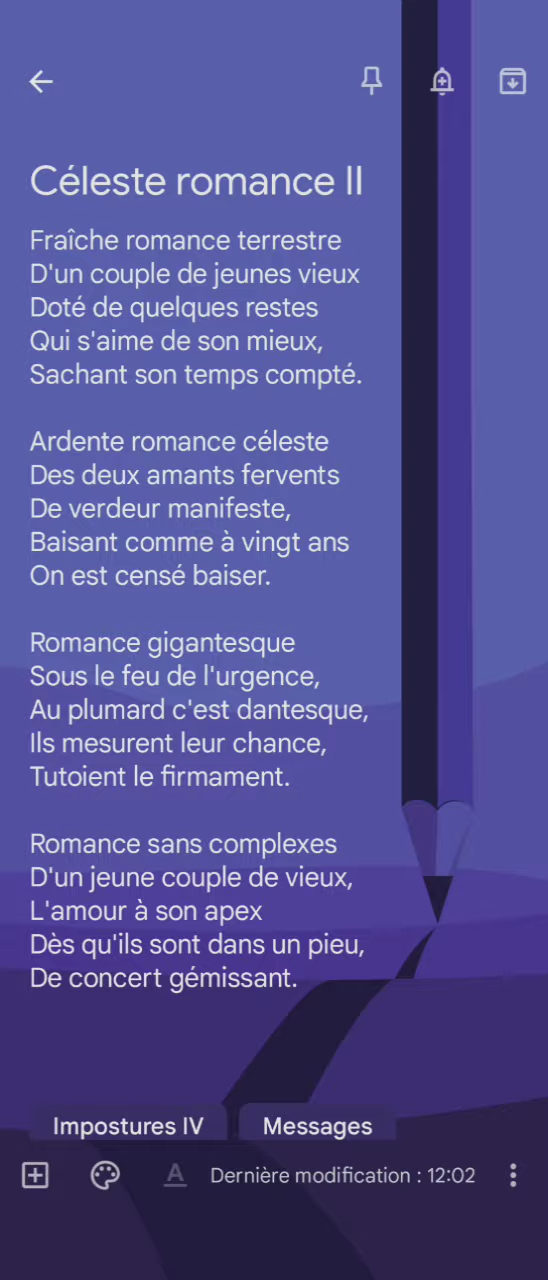 Céleste romance II
Fraîche romance terrestre
D'un couple de jeunes vieux
Doté de quelques restes
Qui s'aime de son mieux,
Sachant son temps compté.
Ardente romance céleste
Des deux amants fervents
De verdeur manifeste,
Baisant comme à vingt ans
On est censé baiser.
Romance gigantesque
Sous le feu de l'urgence,
Au plumard c'est dantesque,
Ils mesurent leur chance,
Tutoient le firmament.
Romance sans complexes
D'un jeune couple de vieux,
L'amour à son apex
Dès qu'ils sont dans un pieu,
De concert gémissant.
Impostures IV Messages
A Dernière modification : 12:02